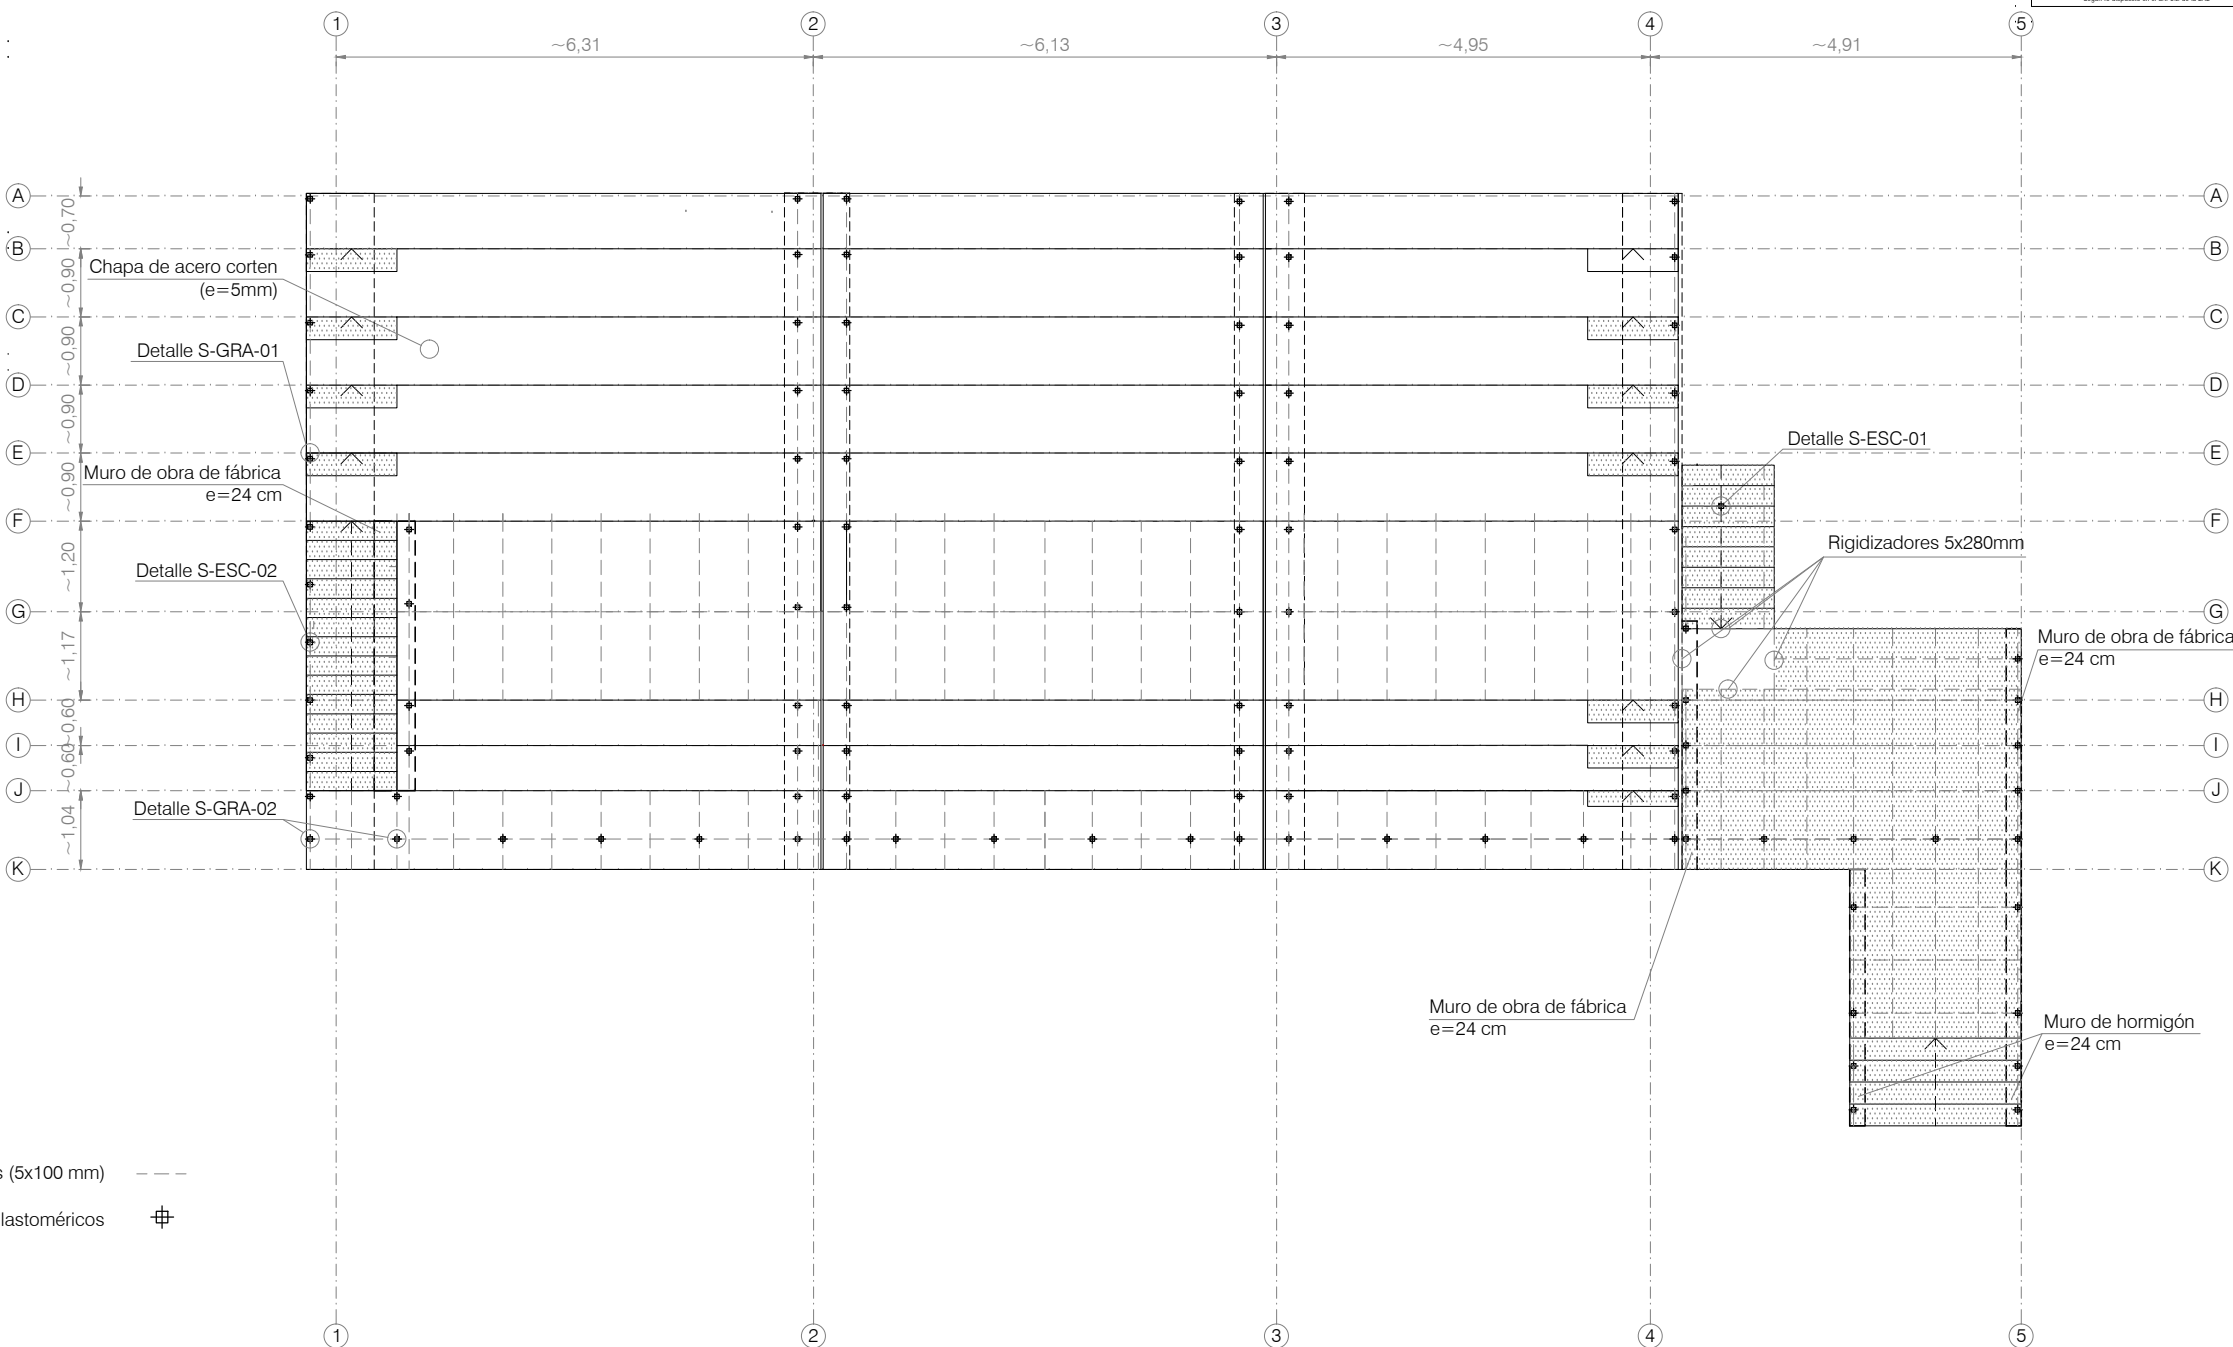 1 2 3 4 5
~6,31 ~6,13 ~4,95 ~4,91
A A
~0,70
B B
~0,90
Chapa de acero corten
(e=5mm)
C C
~0,90
Detalle S-GRA-01
D D
~0,90
Detalle S-ESC-01
E E
~0,90
Muro de obra de fábrica
e=24 cm
F F
~1,20
Rigidizadores 5x280mm
Detalle S-ESC-02
G G
~1,17
Muro de obra de fábrica
e=24 cm
H H
~0,60
I I
~0,60
J J
Detalle S-GRA-02
~1,04
K K
Muro de obra de fábrica
e=24 cm
Muro de hormigón
e=24 cm
s (5x100 mm)
lastoméricos
1 2 3 4 5